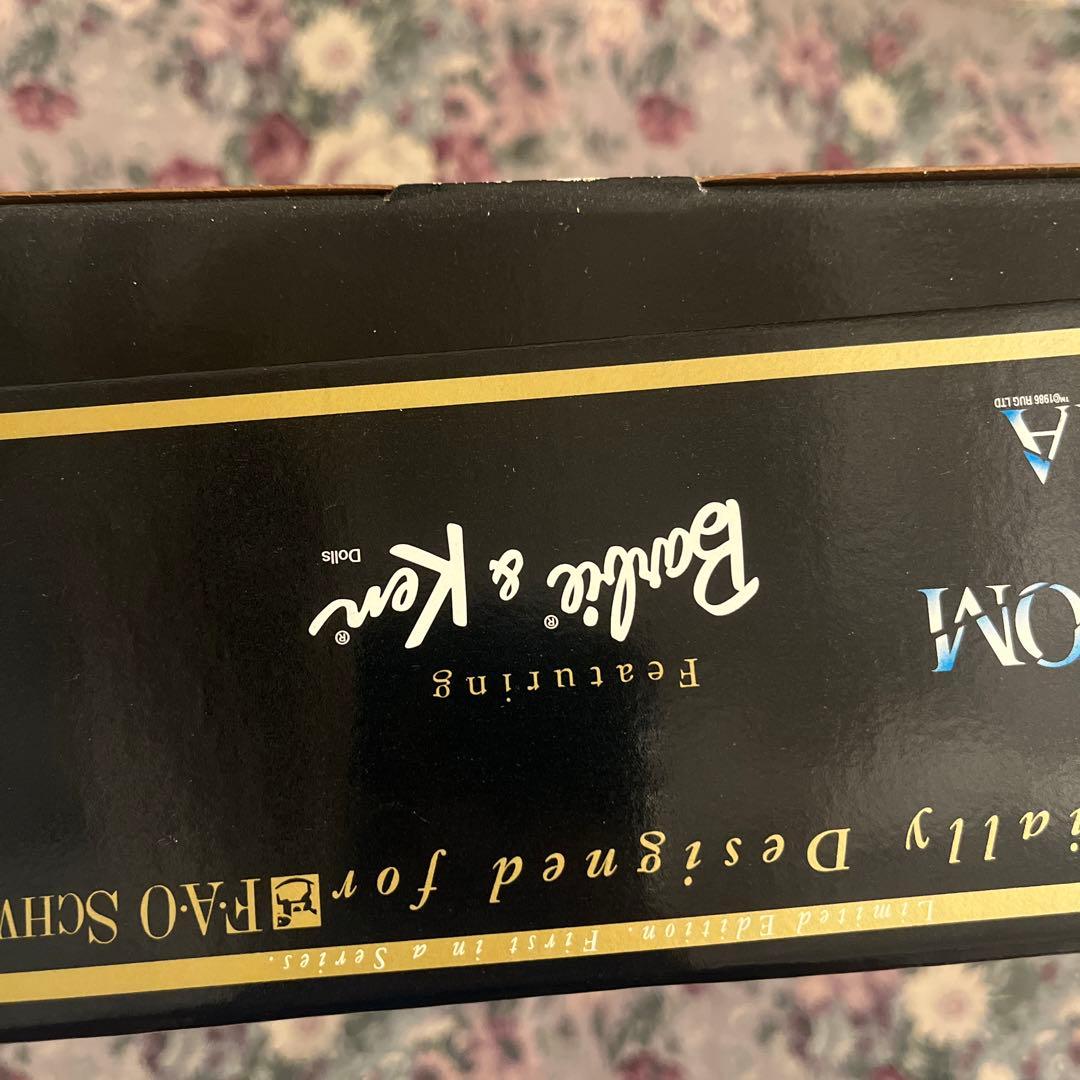 Limited Edition. First in a Series.
ially Designed for F·A·O SCHW
Featuring
OM
Barbie® & Ken® Dolls
A
™©1986 RUG LTD